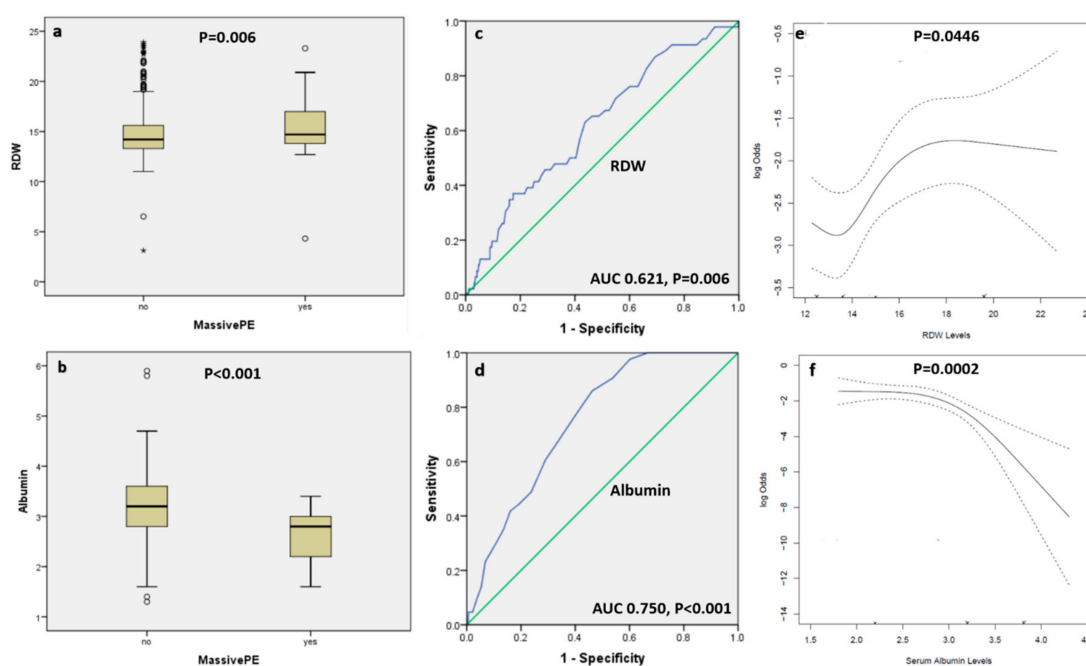 a
P=0.006
25
20
15
10
5
0
RDW
no
yes
MassivePE
c
1.0
0.8
0.6
0.4
0.2
0.0
Sensitivity
RDW
AUC 0.621, P=0.006
0.0 0.2 0.4 0.6 0.8 1.0
1 - Specificity
e
P=0.0446
-0.5
-1.0
-1.5
-2.0
-2.5
-3.0
-3.5
log Odds
12 14 16 18 20 22
RDW Levels
b
P<0.001
6
5
4
3
2
1
Albumin
no
yes
MassivePE
d
1.0
0.8
0.6
0.4
0.2
0.0
Sensitivity
Albumin
AUC 0.750, P<0.001
0.0 0.2 0.4 0.6 0.8 1.0
1 - Specificity
f
P=0.0002
0
-2
-4
-6
-8
-10
-12
-14
log Odds
1.5 2.0 2.5 3.0 3.5 4.0
Serum Albumin Levels